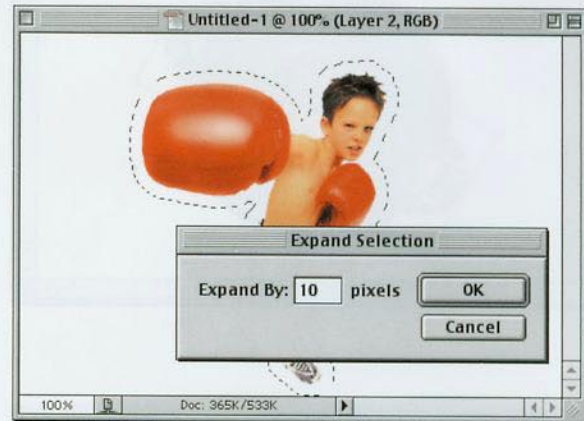 Untitled-1 @ 100% (Layer 2, RGB)
Expand Selection
Expand By: 10 pixels
OK
Cancel
100%
Doc: 365K/533K